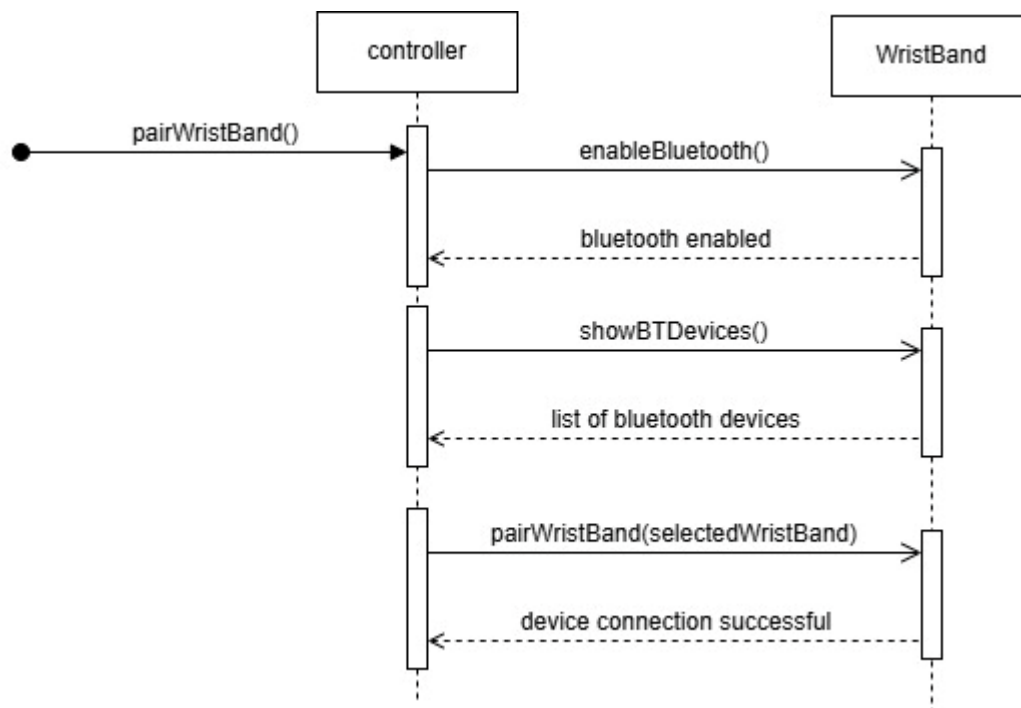 controller
WristBand
pairWristBand()
enableBluetooth()
bluetooth enabled
showBTDevices()
list of bluetooth devices
pairWristBand(selectedWristBand)
device connection successful